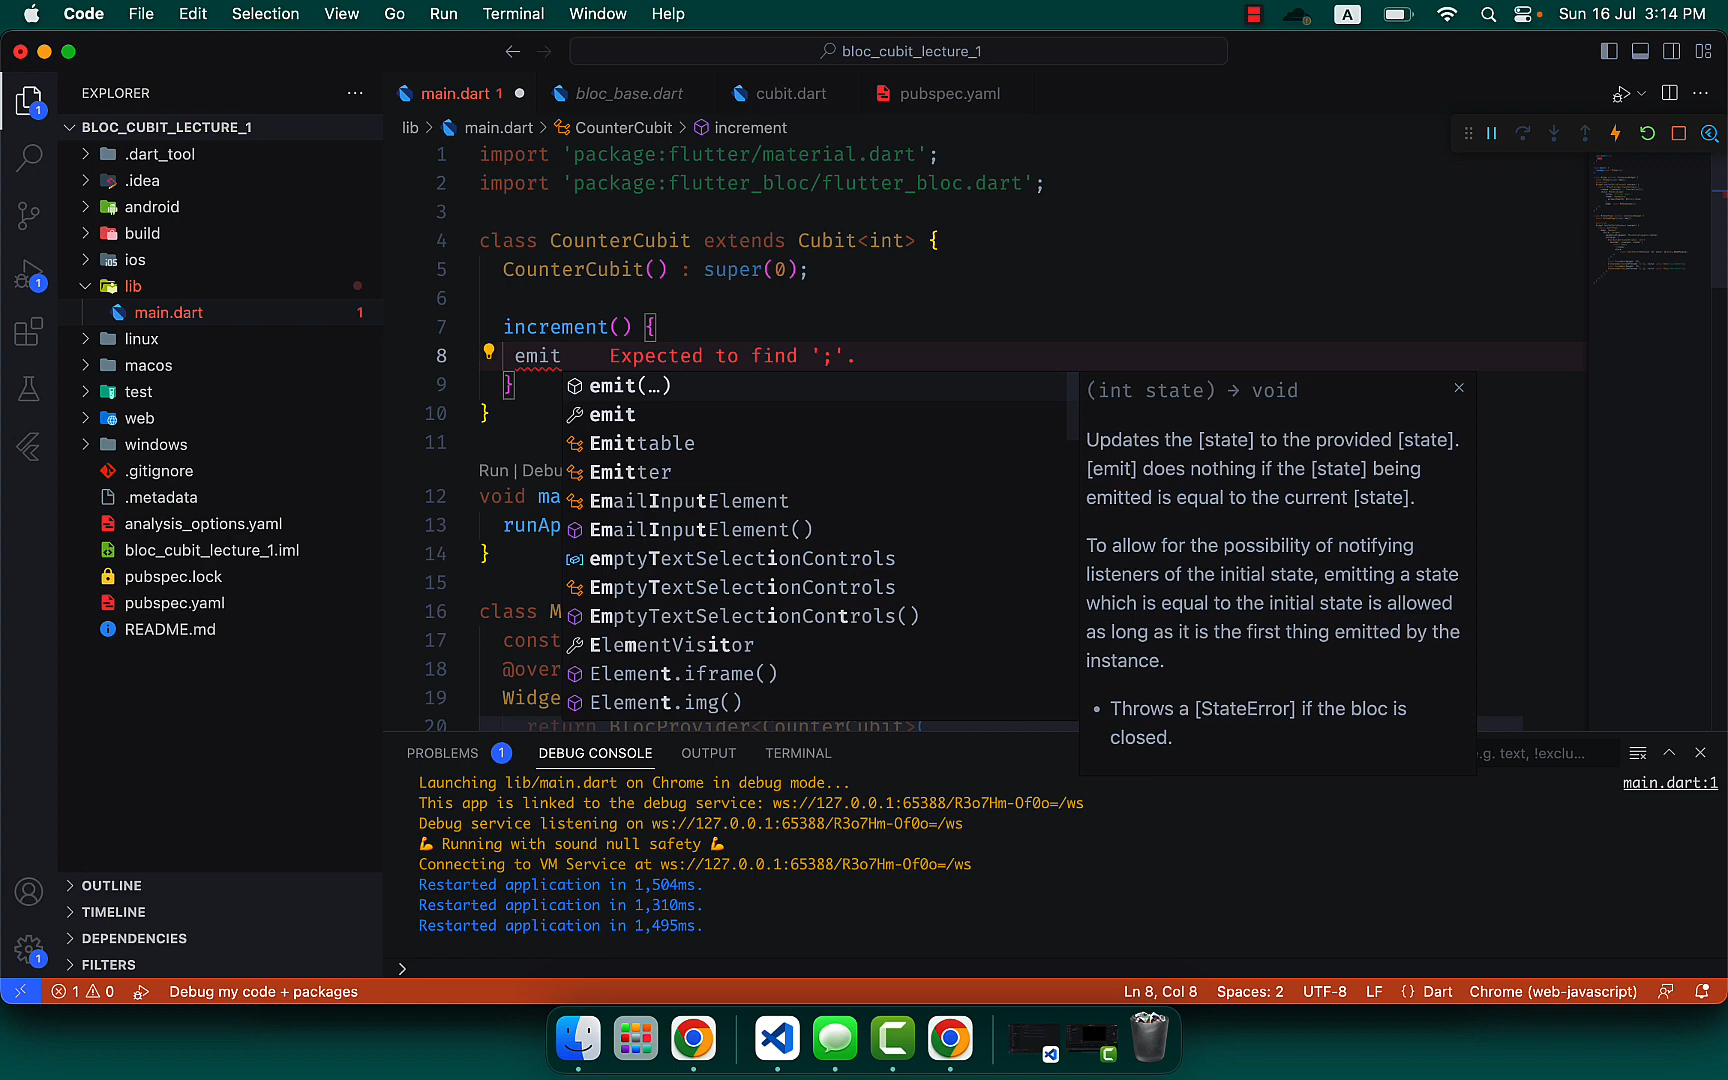 Code File Edit Selection View Go Run Terminal Window Help
A
Sun 16 Jul 3:14 PM
bloc_cubit_lecture_1
EXPLORER
BLOC_CUBIT_LECTURE_1
.dart_tool
.idea
android
build
ios
lib
main.dart 1
linux
macos
test
web
windows
.gitignore
.metadata
analysis_options.yaml
bloc_cubit_lecture_1.iml
pubspec.lock
pubspec.yaml
README.md
OUTLINE
TIMELINE
DEPENDENCIES
FILTERS
1
1
1
main.dart 1 bloc_base.dart cubit.dart pubspec.yaml
lib main.dart CounterCubit increment
1 import 'package:flutter/material.dart';
2 import 'package:flutter_bloc/flutter_bloc.dart';
3
4 class CounterCubit extends Cubit<int> {
5 CounterCubit() : super(0);
6
7 increment() {
8 emit Expected to find ';'.
9 }
10 }
11
Run | Debu
12 void ma
13 runAp
14 }
15
16 class M
17 const
18 @over
19 Widge
20 return BlocProvider<CounterCubit>(
emit(…)
emit
Emittable
Emitter
EmailInputElement
EmailInputElement()
emptyTextSelectionControls
EmptyTextSelectionControls
EmptyTextSelectionControls()
ElementVisitor
Element.iframe()
Element.img()
(int state) → void
Updates the [state] to the provided [state].
[emit] does nothing if the [state] being
emitted is equal to the current [state].
To allow for the possibility of notifying
listeners of the initial state, emitting a state
which is equal to the initial state is allowed
as long as it is the first thing emitted by the
instance.
• Throws a [StateError] if the bloc is
closed.
PROBLEMS 1 DEBUG CONSOLE OUTPUT TERMINAL
e.g. text, !exclu...
main.dart:1
Launching lib/main.dart on Chrome in debug mode...
This app is linked to the debug service: ws://127.0.0.1:65388/R3o7Hm-Of0o=/ws
Debug service listening on ws://127.0.0.1:65388/R3o7Hm-Of0o=/ws
💪 Running with sound null safety 💪
Connecting to VM Service at ws://127.0.0.1:65388/R3o7Hm-Of0o=/ws
Restarted application in 1,504ms.
Restarted application in 1,310ms.
Restarted application in 1,495ms.
1 0 Debug my code + packages
Ln 8, Col 8 Spaces: 2 UTF-8 LF {} Dart Chrome (web-javascript)